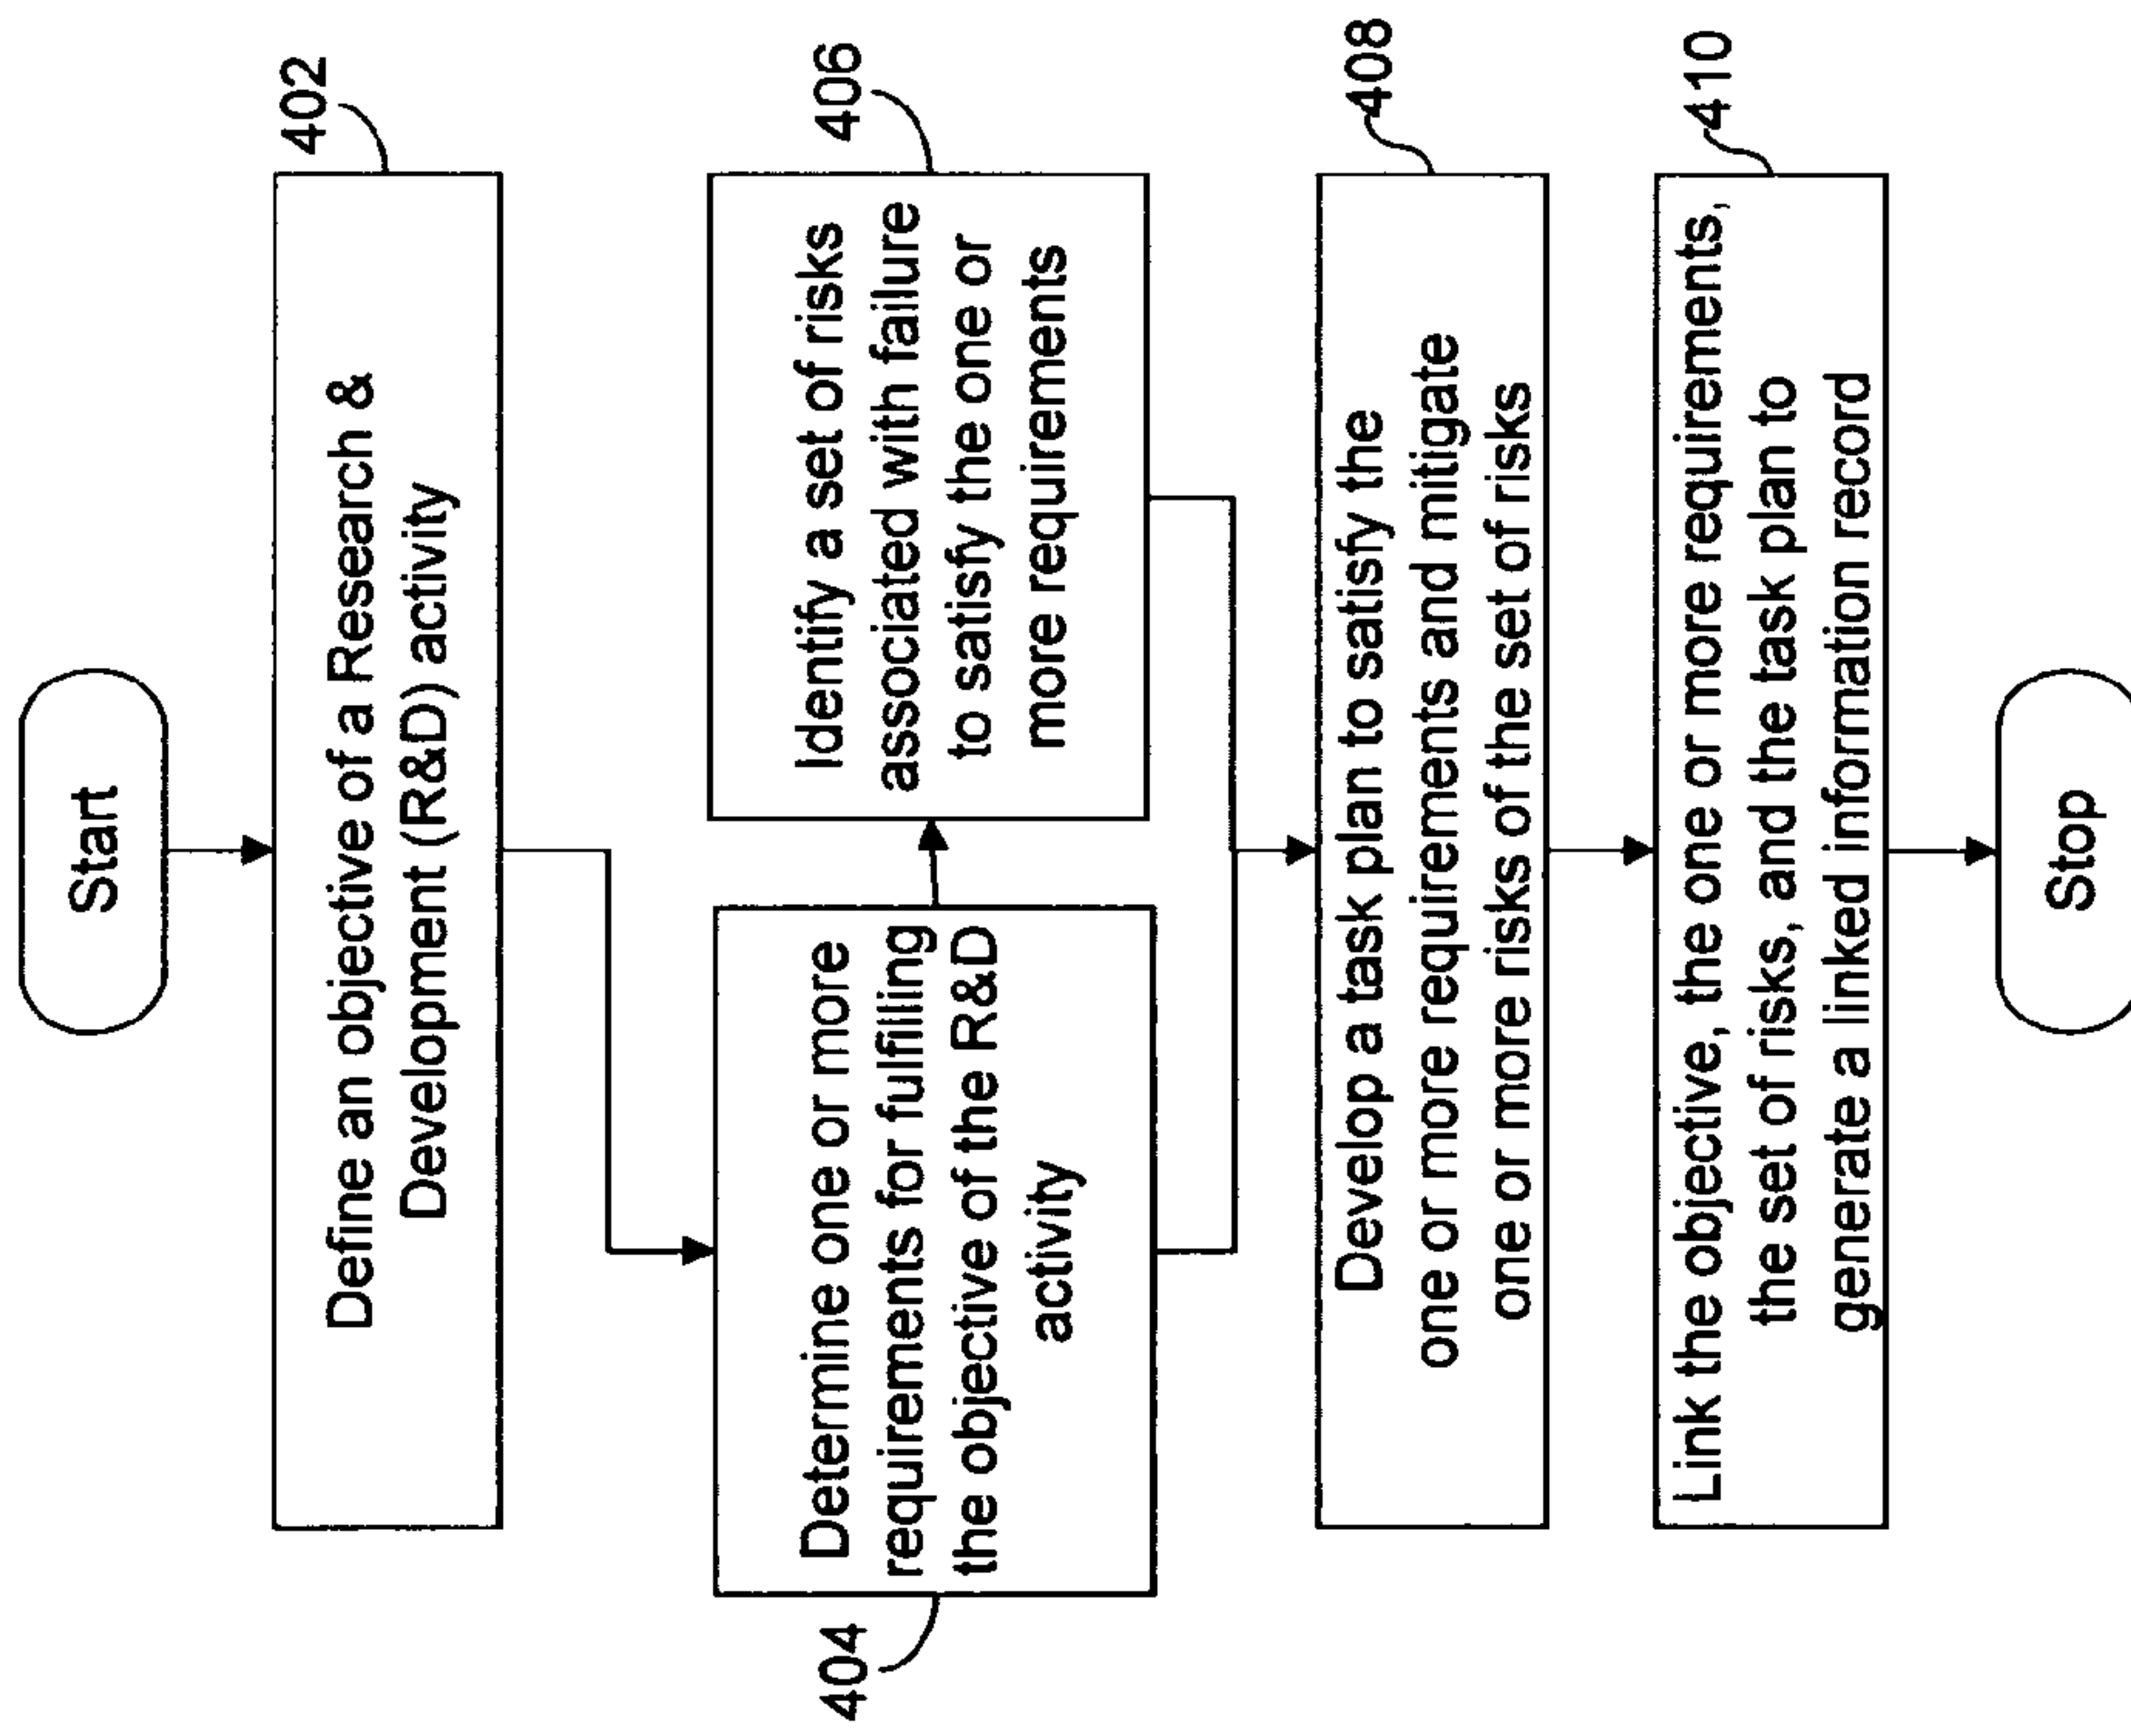 Start
402
Define an objective of a Research &
Development (R&D) activity
404
Determine one or more
requirements for fulfilling
the objective of the R&D
activity
406
Identify a set of risks
associated with failure
to satisfy the one or
more requirements
408
Develop a task plan to satisfy the
one or more requirements and mitigate
one or more risks of the set of risks
410
Link the objective, the one or more requirements,
the set of risks, and the task plan to
generate a linked information record
Stop